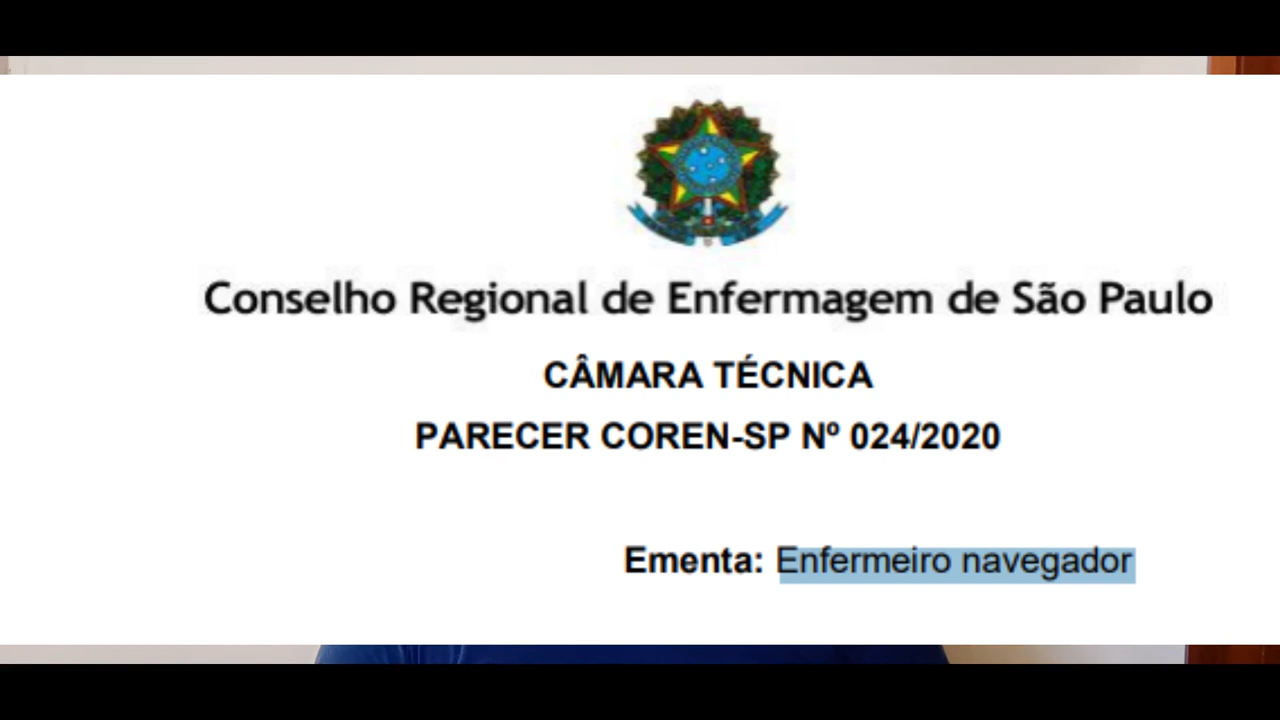 Conselho Regional de Enfermagem de São Paulo
CÂMARA TÉCNICA
PARECER COREN-SP Nº 024/2020
Ementa: Enfermeiro navegador